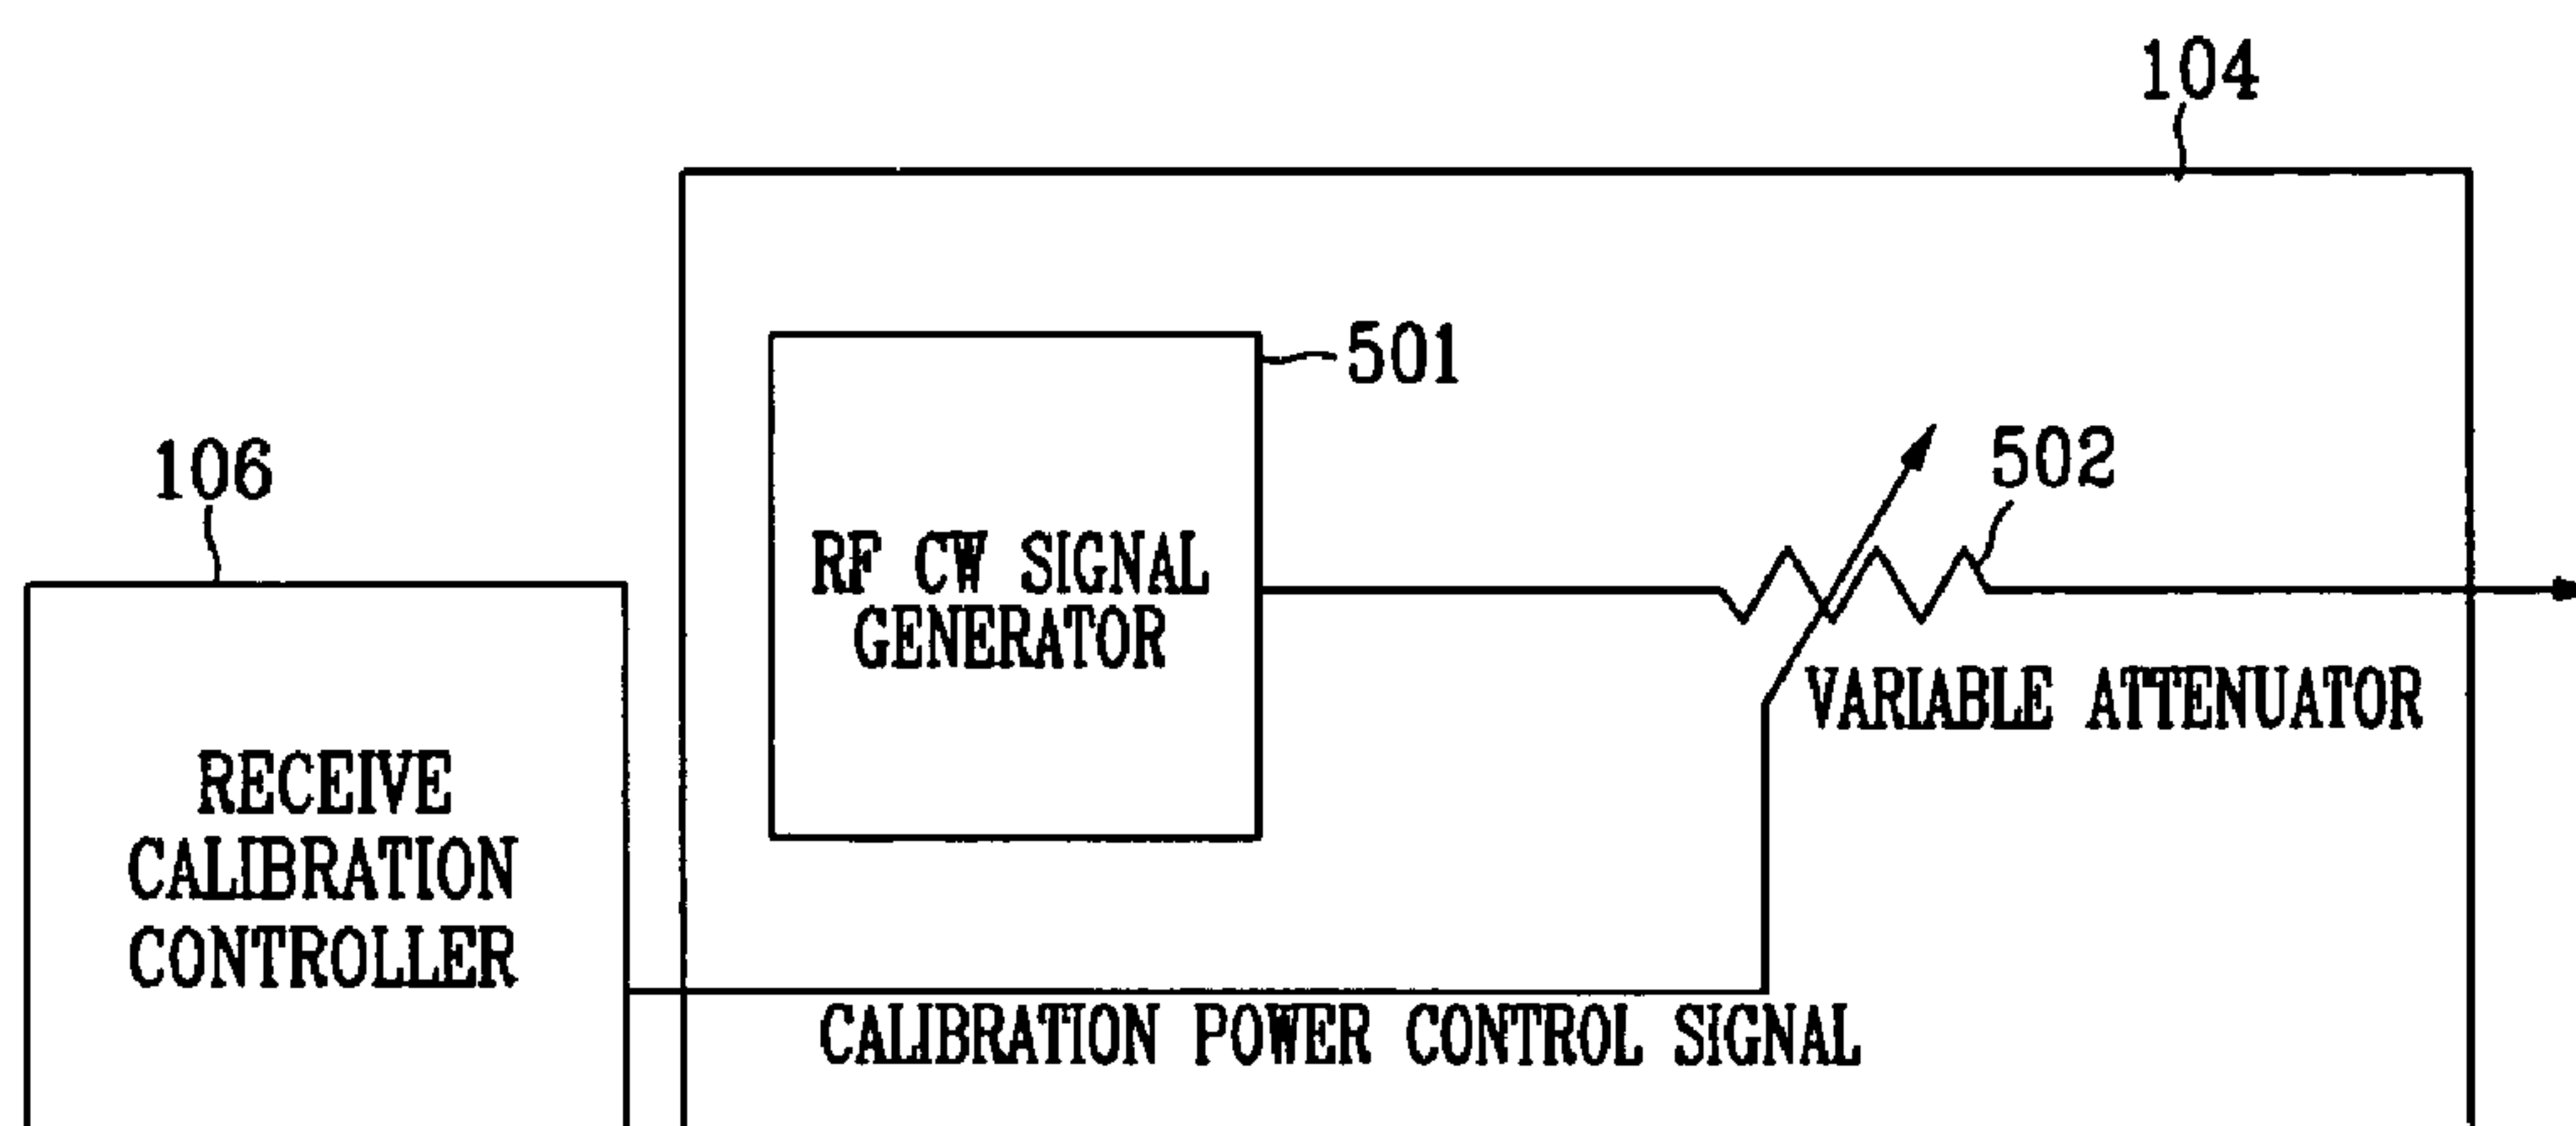 104
501
106
502
RF CW SIGNAL
GENERATOR
VARIABLE ATTENUATOR
RECEIVE
CALIBRATION
CONTROLLER
CALIBRATION POWER CONTROL SIGNAL